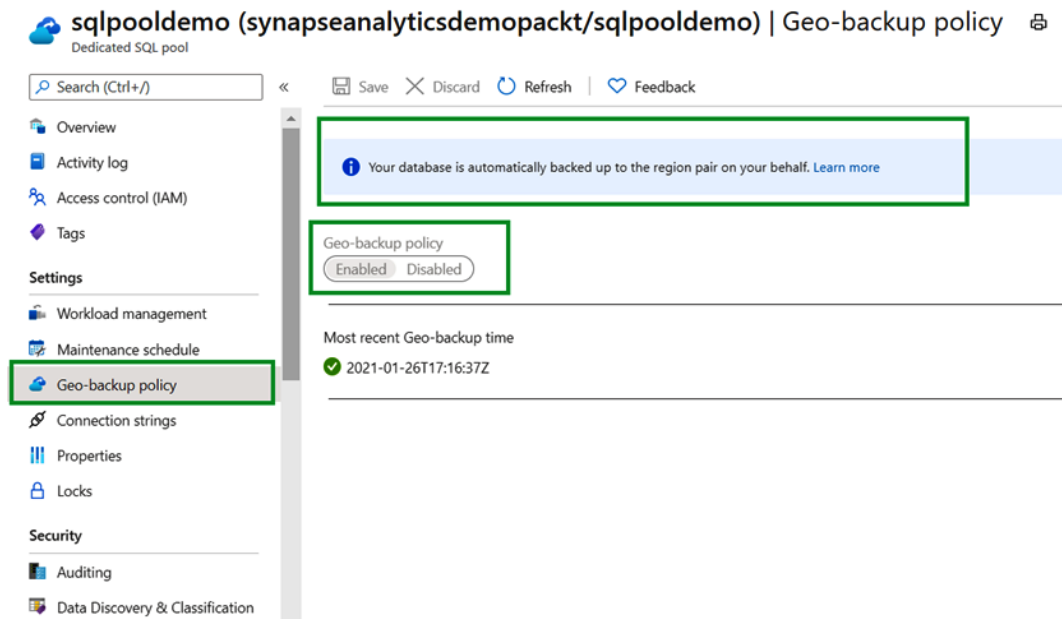 sqlpooldemo (synapseanalyticsdemopackt/sqlpooldemo) | Geo-backup policy
Dedicated SQL pool
Search (Ctrl+/)
«
Save
Discard
Refresh
Feedback
Overview
Activity log
Access control (IAM)
Tags
Settings
Workload management
Maintenance schedule
Geo-backup policy
Connection strings
Properties
Locks
Security
Auditing
Data Discovery & Classification
Your database is automatically backed up to the region pair on your behalf. Learn more
Geo-backup policy
Enabled Disabled
Most recent Geo-backup time
2021-01-26T17:16:37Z